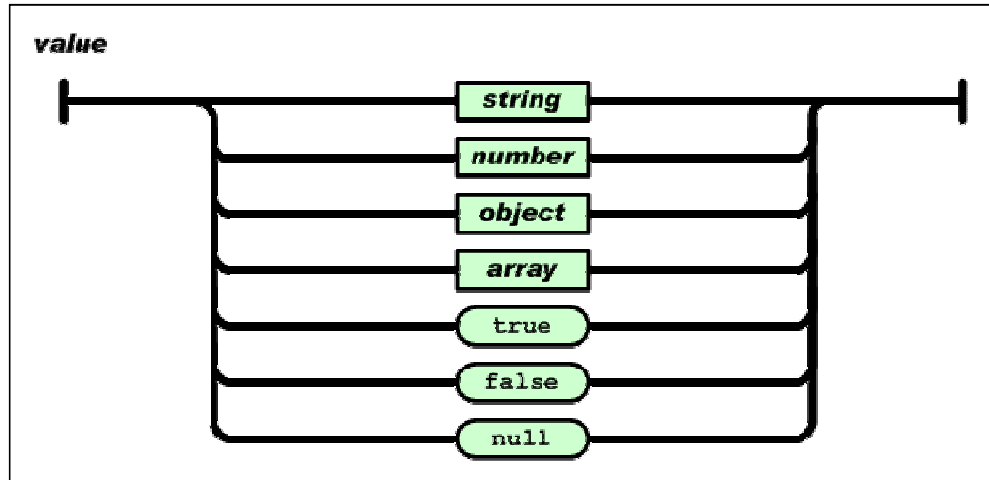 value
string
number
object
array
true
false
null